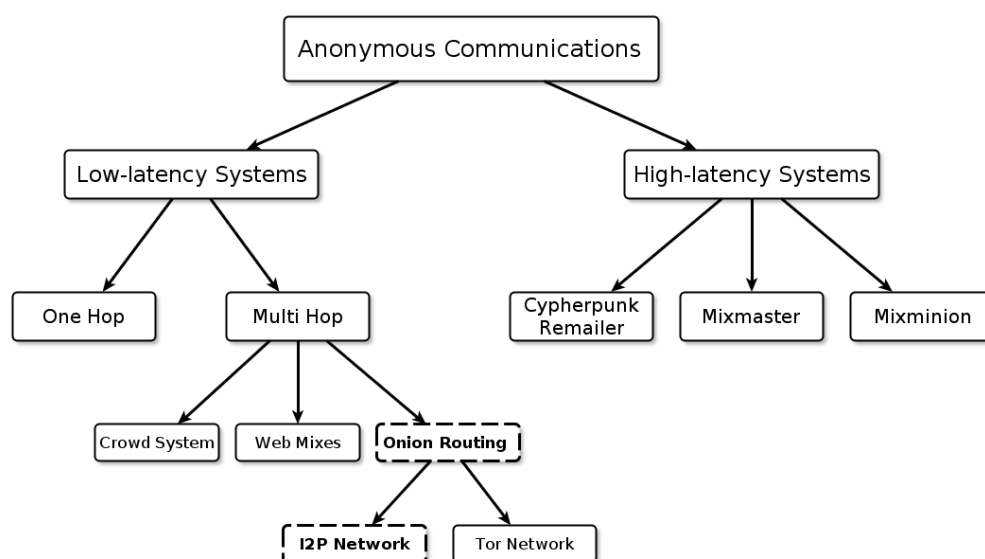 Anonymous Communications
Low-latency Systems
High-latency Systems
One Hop
Multi Hop
Cypherpunk
Remailer
Mixmaster
Mixminion
Crowd System
Web Mixes
Onion Routing
I2P Network
Tor Network